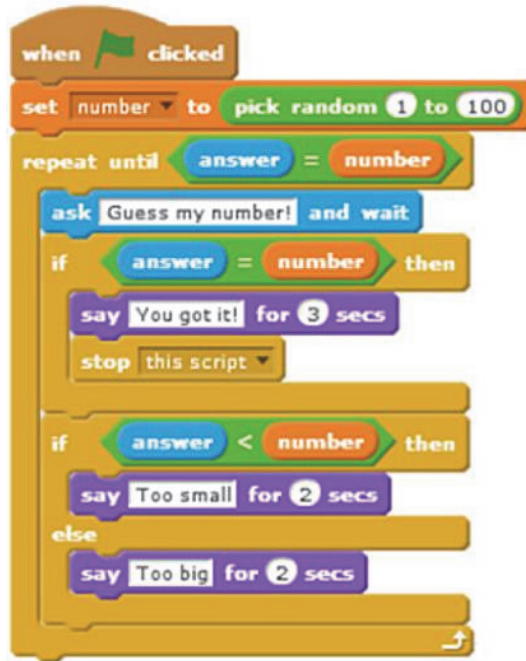 when clicked
set number to pick random 1 to 100
repeat until answer = number
ask Guess my number! and wait
if answer = number then
say You got it! for 3 secs
stop this script
if answer < number then
say Too small for 2 secs
else
say Too big for 2 secs